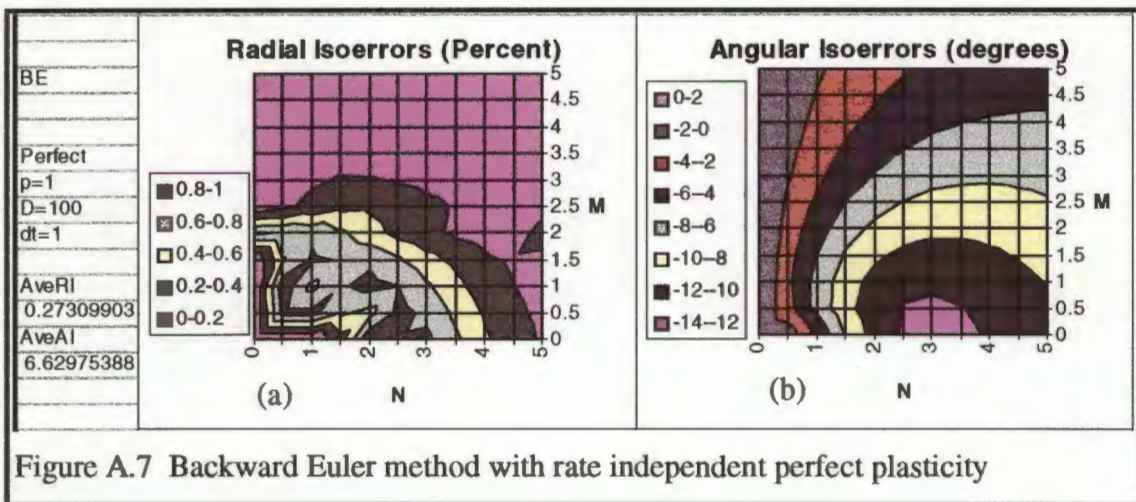 BE
Perfect
p=1
D=100
dt=1
AveRI
0.27309903
AveAI
6.62975388
Radial Isoerrors (Percent)
0.8-1
0.6-0.8
0.4-0.6
0.2-0.4
0-0.2
5
4.5
4
3.5
3
2.5
2
1.5
1
0.5
0
M
0 1 2 3 4 5
(a) N
Angular Isoerrors (degrees)
0-2
-2-0
-4--2
-6--4
-8--6
-10--8
-12--10
-14--12
5
4.5
4
3.5
3
2.5
2
1.5
1
0.5
0
M
0 1 2 3 4 5
(b) N
Figure A.7 Backward Euler method with rate independent perfect plasticity